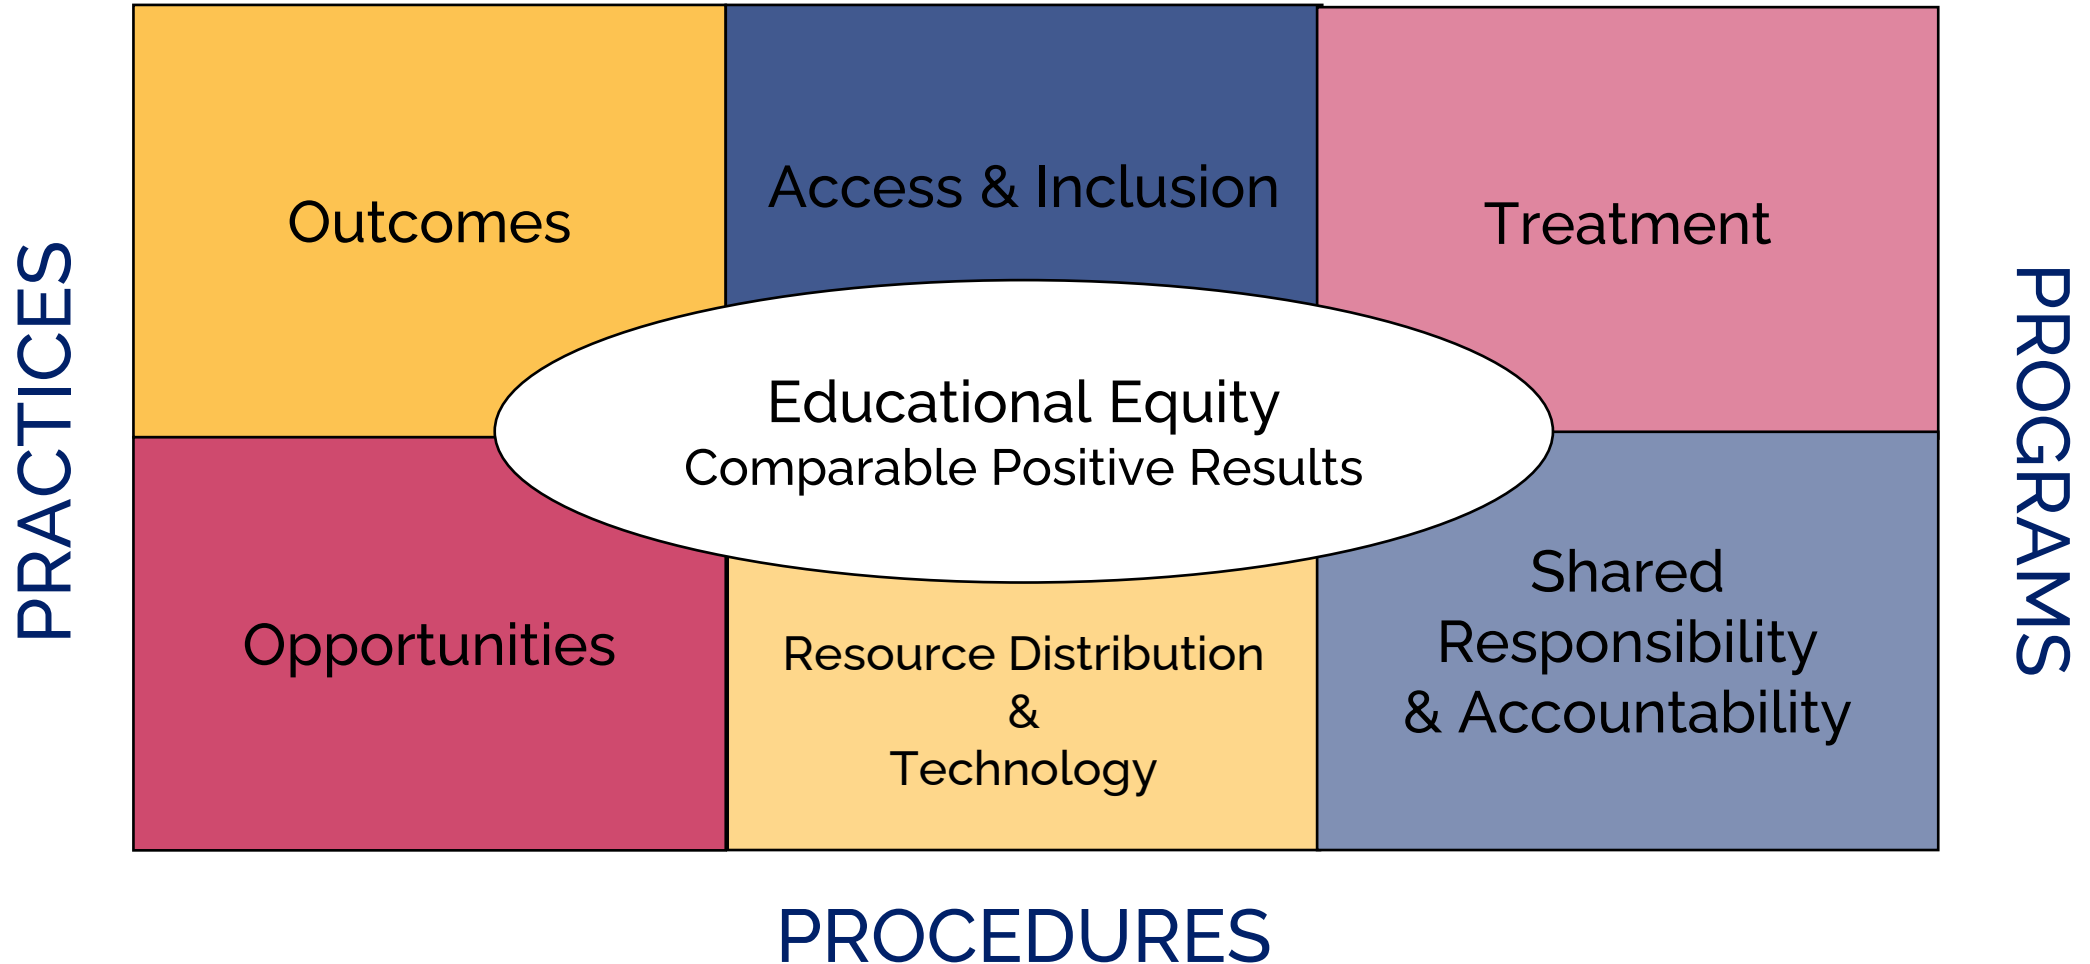 PRACTICES
Outcomes
Access & Inclusion
Treatment
Educational Equity
Comparable Positive Results
Opportunities
Resource Distribution
&
Technology
Shared
Responsibility
& Accountability
PROGRAMS
PROCEDURES